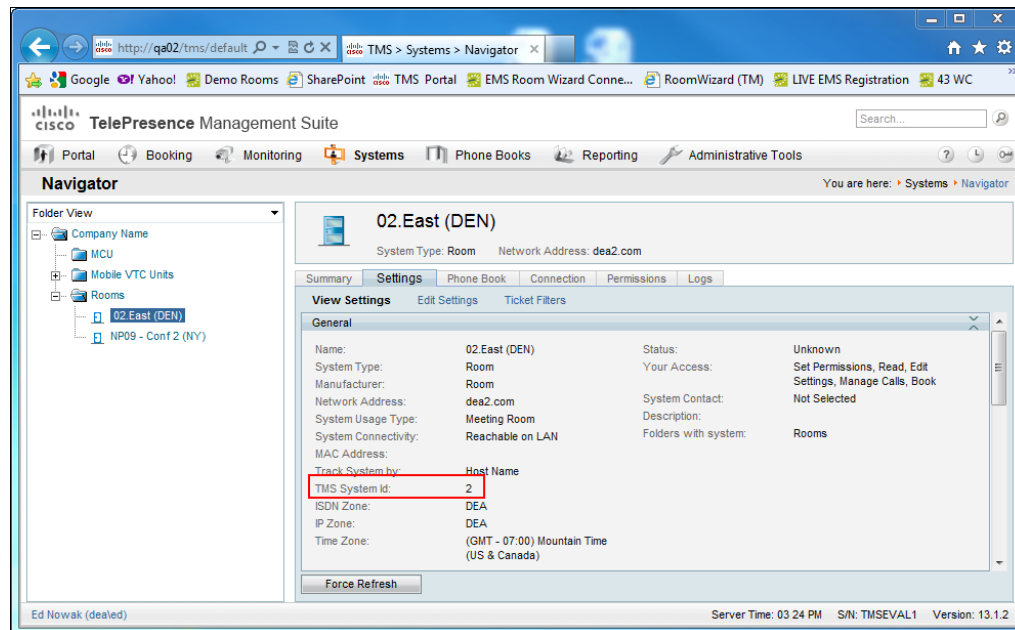 http://qa02/tms/default
TMS > Systems > Navigator
Google Yahoo! Demo Rooms SharePoint TMS Portal EMS Room Wizard Conne... RoomWizard (TM) LIVE EMS Registration 43 WC
cisco TelePresence Management Suite
Search...
Portal Booking Monitoring Systems Phone Books Reporting Administrative Tools
Navigator
You are here: Systems Navigator
Folder View
Company Name
MCU
Mobile VTC Units
Rooms
02.East (DEN)
NP09 - Conf 2 (NY)
02.East (DEN)
System Type: Room Network Address: dea2.com
Summary Settings Phone Book Connection Permissions Logs
View Settings Edit Settings Ticket Filters
General
Name: 02.East (DEN)
System Type: Room
Manufacturer: Room
Network Address: dea2.com
System Usage Type: Meeting Room
System Connectivity: Reachable on LAN
MAC Address:
Track System by: Host Name
TMS System Id: 2
ISDN Zone: DEA
IP Zone: DEA
Time Zone: (GMT - 07:00) Mountain Time
(US & Canada)
Status: Unknown
Your Access: Set Permissions, Read, Edit
Settings, Manage Calls, Book
System Contact: Not Selected
Description:
Folders with system: Rooms
Force Refresh
Ed Nowak (dea\ed)
Server Time: 03 24 PM S/N: TMSEVAL1 Version: 13.1.2